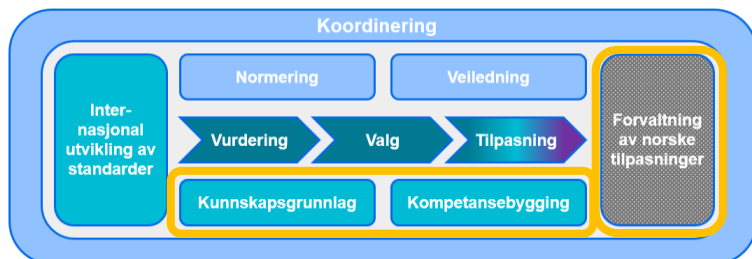 Koordinering
Inter-
nasjonal
utvikling av
standarder
Normering
Veiledning
Vurdering
Valg
Tilpasning
Kunnskapsgrunnlag
Kompetansebygging
Forvaltning
av norske
tilpasninger